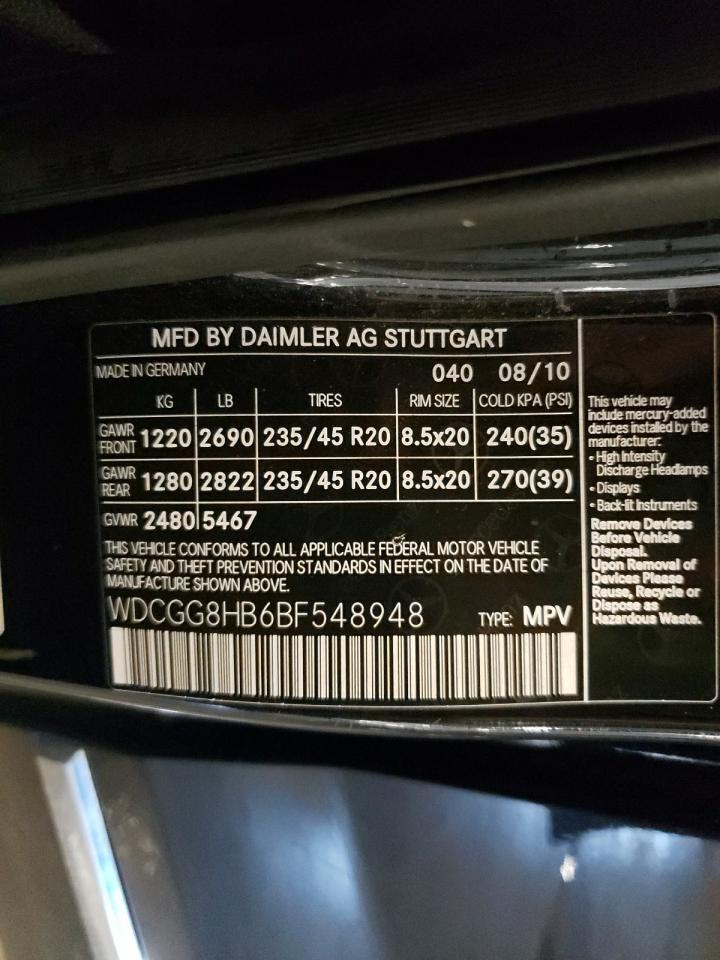 MFD BY DAIMLER AG STUTTGART
MADE IN GERMANY 040 08/10
KG LB TIRES RIM SIZE COLD KPA (PSI)
GAWR FRONT 1220 2690 235/45 R20 8.5x20 240(35)
GAWR REAR 1280 2822 235/45 R20 8.5x20 270(39)
GVWR 2480 5467
THIS VEHICLE CONFORMS TO ALL APPLICABLE FEDERAL MOTOR VEHICLE
SAFETY AND THEFT PREVENTION STANDARDS IN EFFECT ON THE DATE OF
MANUFACTURE SHOWN ABOVE.
WDCGG8HB6BF548948 TYPE: MPV
This vehicle may
include mercury-added
devices installed by the
manufacturer:
• High Intensity
Discharge Headlamps
• Displays
• Back-lit Instruments
Remove Devices
Before Vehicle
Disposal.
Upon Removal of
Devices Please
Reuse, Recycle or
Dispose as
Hazardous Waste.